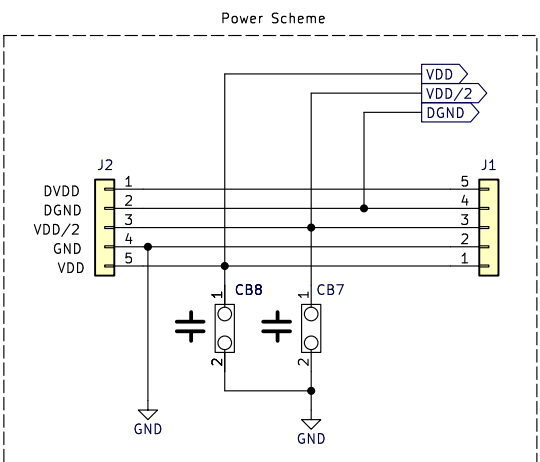 Power Scheme
VDD
VDD/2
DGND
J2
J1
DVDD 1 5
DGND 2 4
VDD/2 3 3
GND 4 2
VDD 5 1
1 CB8 1 CB7
2 2
GND
GND